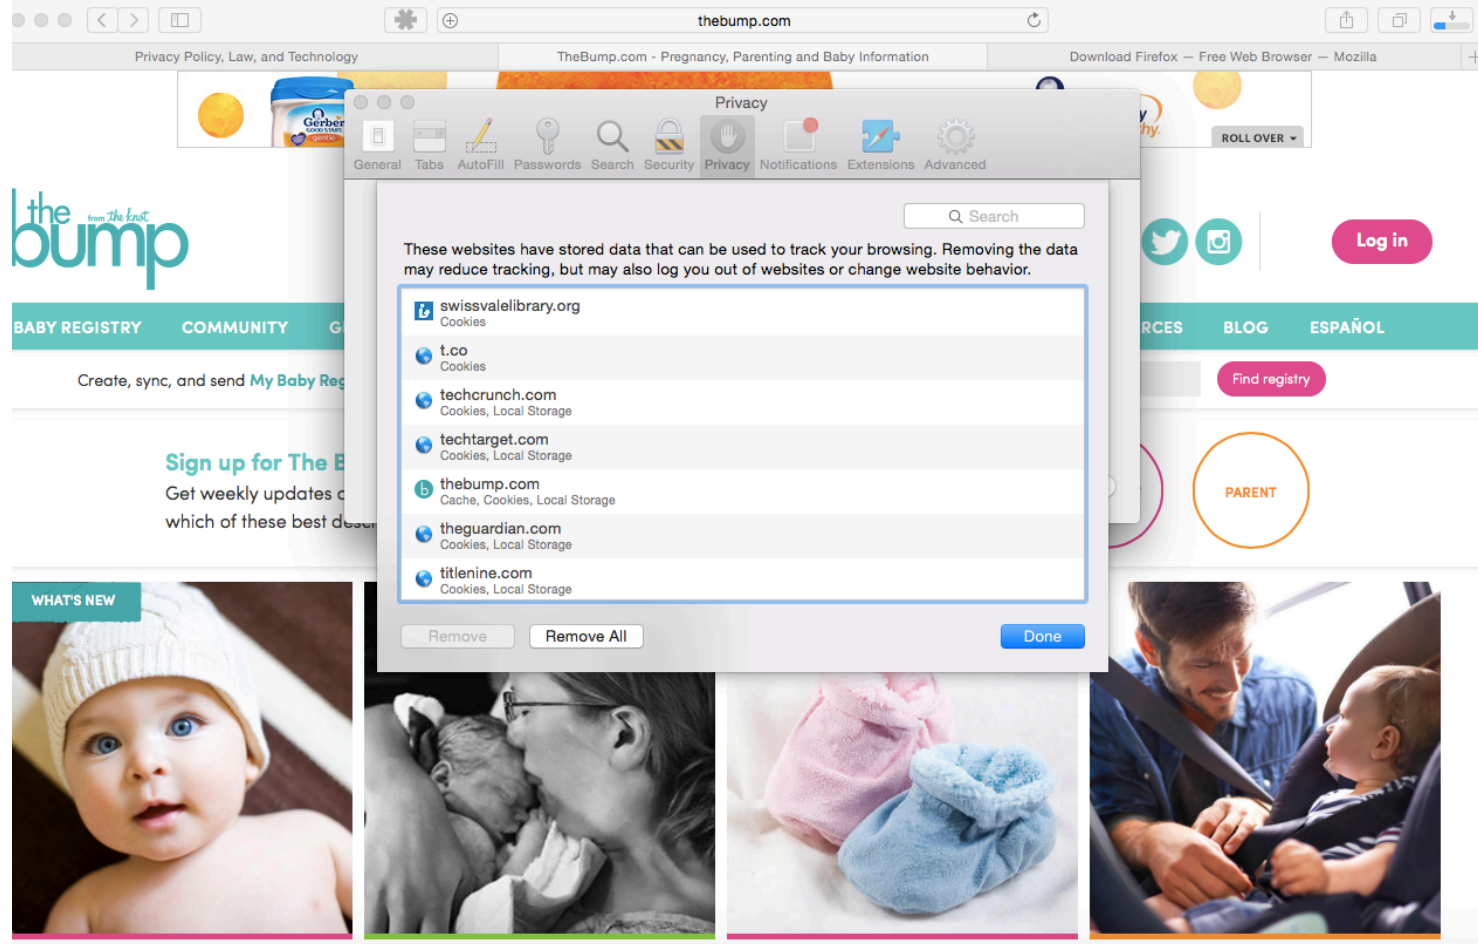 thebump.com
Privacy Policy, Law, and Technology
TheBump.com - Pregnancy, Parenting and Baby Information
Download Firefox — Free Web Browser — Mozilla
Gerber
GOOD START
gentle
ROLL OVER
Privacy
General
Tabs
AutoFill
Passwords
Search
Security
Privacy
Notifications
Extensions
Advanced
the
from the knot
bump
Log in
Search
These websites have stored data that can be used to track your browsing. Removing the data
may reduce tracking, but may also log you out of websites or change website behavior.
swissvalelibrary.org
Cookies
t.co
Cookies
techcrunch.com
Cookies, Local Storage
techtarget.com
Cookies, Local Storage
b
thebump.com
Cache, Cookies, Local Storage
theguardian.com
Cookies, Local Storage
titlenine.com
Cookies, Local Storage
Remove
Remove All
Done
BABY REGISTRY
COMMUNITY
G
RCES
BLOG
ESPAÑOL
Create, sync, and send My Baby Reg
Find registry
Sign up for The B
Get weekly updates
which of these best desc
PARENT
WHAT'S NEW